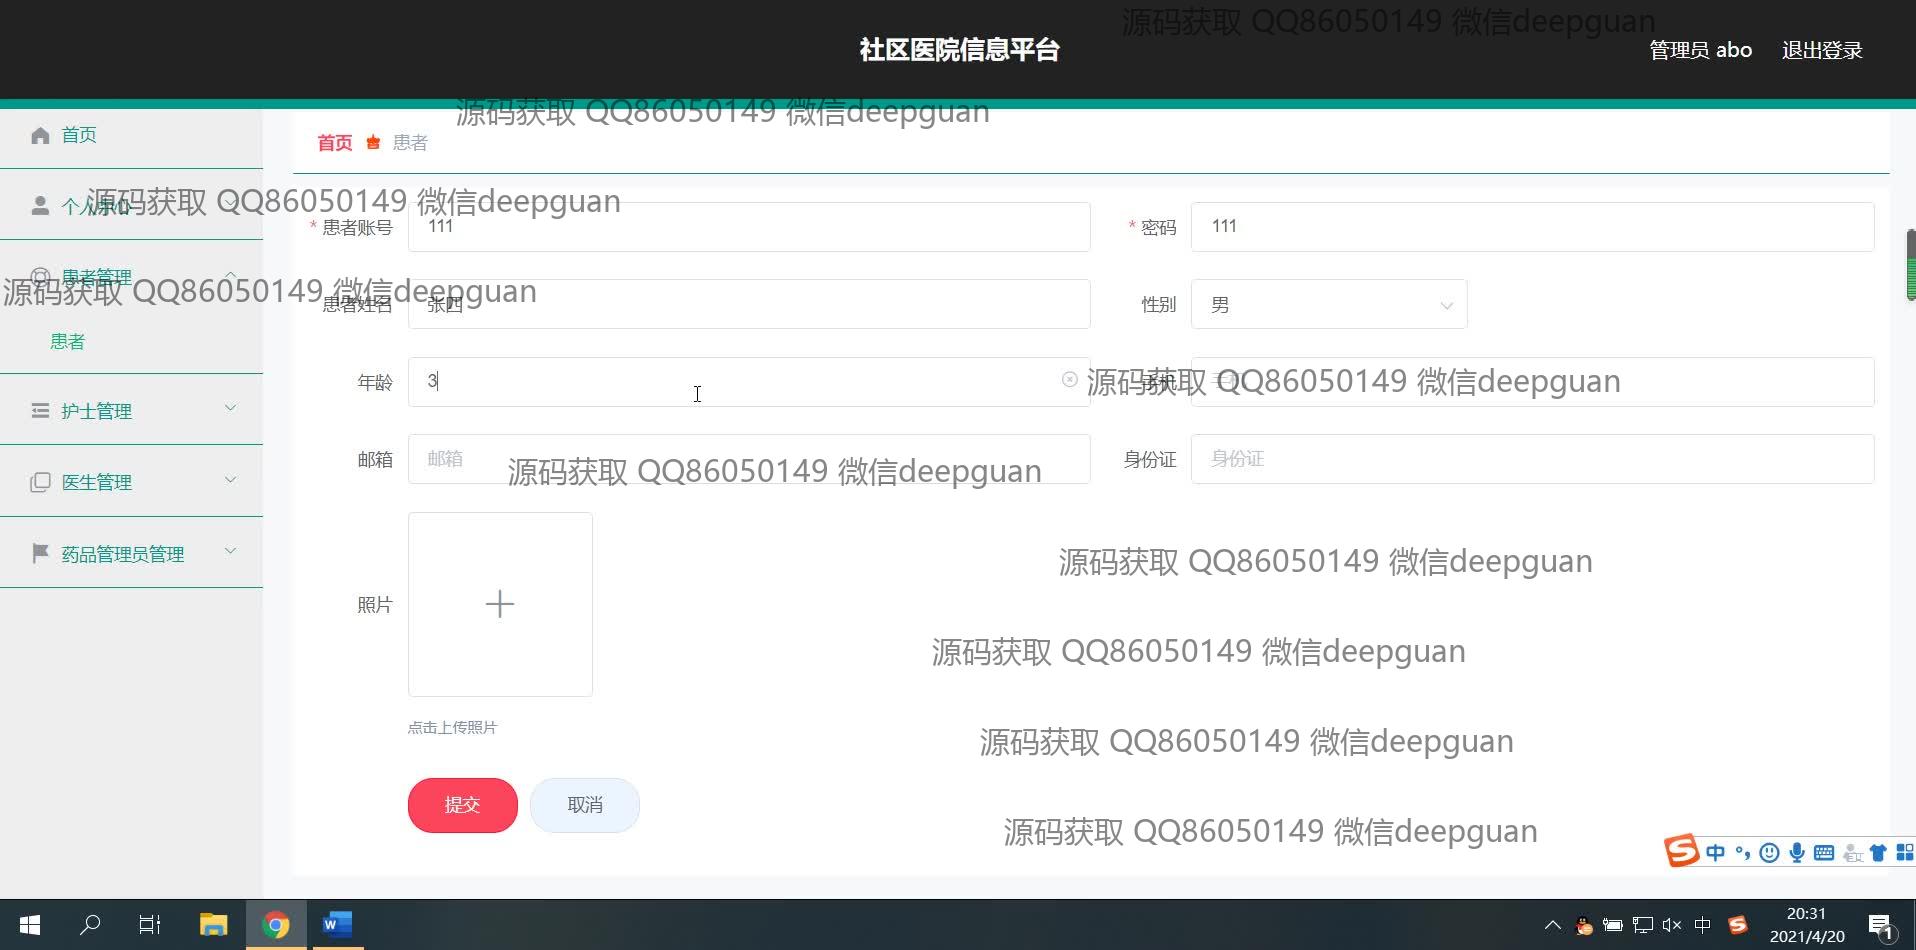 源码获取 QQ86050149 微信deepguan
社区医院信息平台
管理员 abo 退出登录
源码获取 QQ86050149 微信deepguan
首页
首页 患者
源码获取 QQ86050149 微信deepguan
个人中心
* 患者账号 111 * 密码 111
患者管理
源码获取 QQ86050149 微信deepguan
患者姓名 张四 性别 男
患者
年龄 3 手机 手机
源码获取 QQ86050149 微信deepguan
护士管理
邮箱 邮箱 身份证 身份证
源码获取 QQ86050149 微信deepguan
医生管理
药品管理员管理
源码获取 QQ86050149 微信deepguan
照片
源码获取 QQ86050149 微信deepguan
点击上传照片
源码获取 QQ86050149 微信deepguan
提交 取消
源码获取 QQ86050149 微信deepguan
中
20:31
中
2021/4/20
1